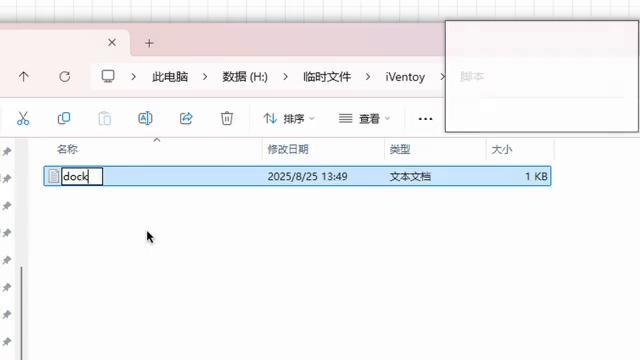 此电脑 > 数据 (H:) > 临时文件 > iVentoy > 脚本
排序 查看
名称 修改日期 类型 大小
dock 2025/8/25 13:49 文本文档 1 KB